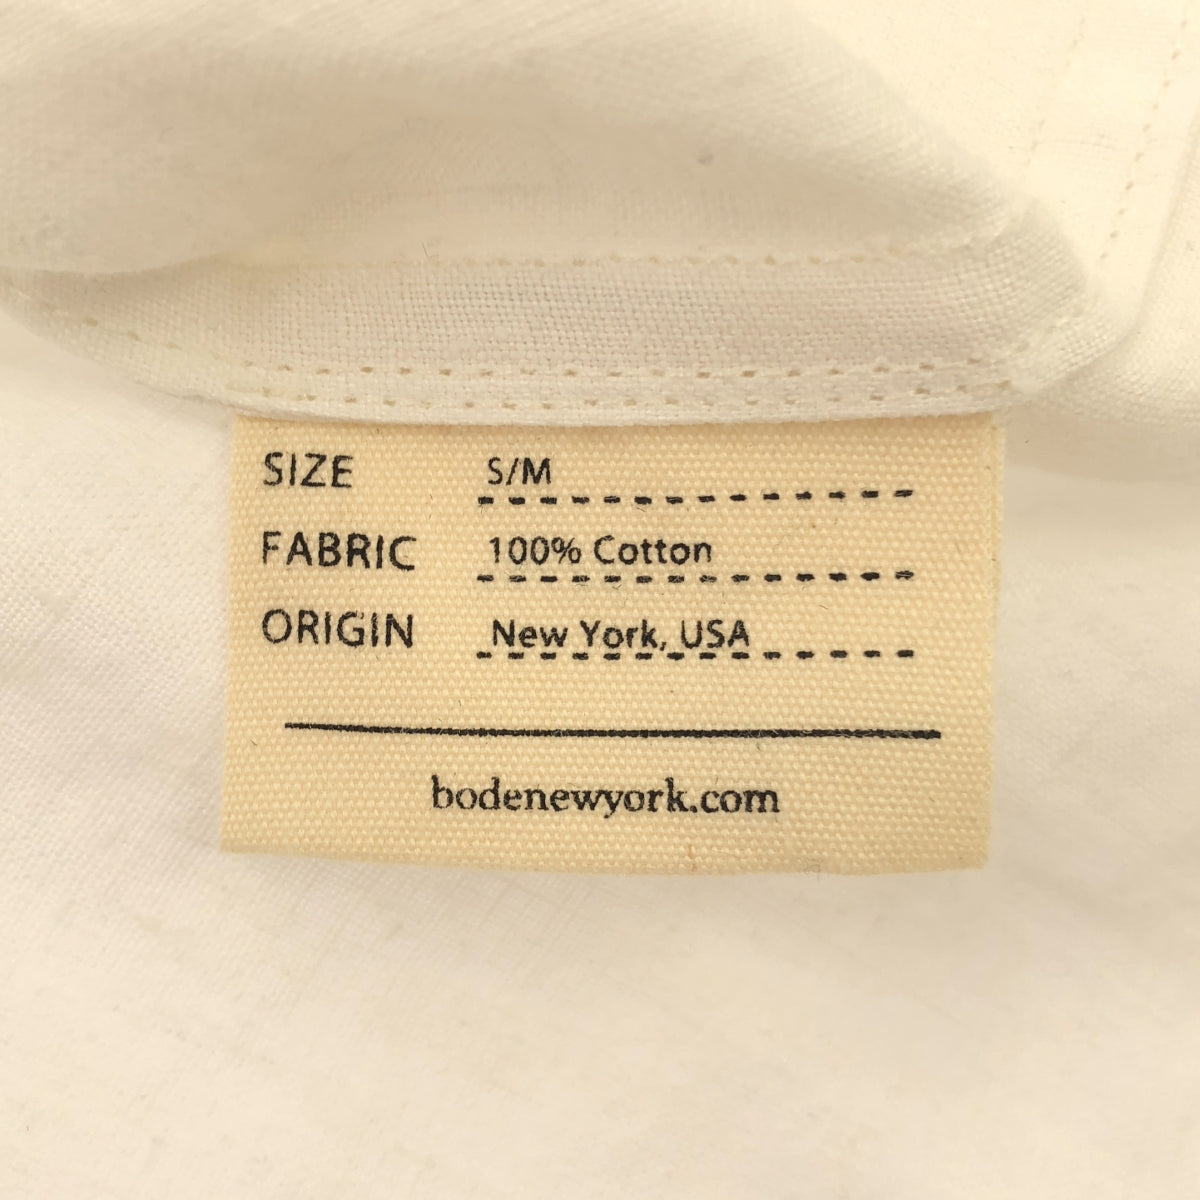 SIZE S/M
FABRIC 100% Cotton
ORIGIN New York, USA
bodenewyork.com